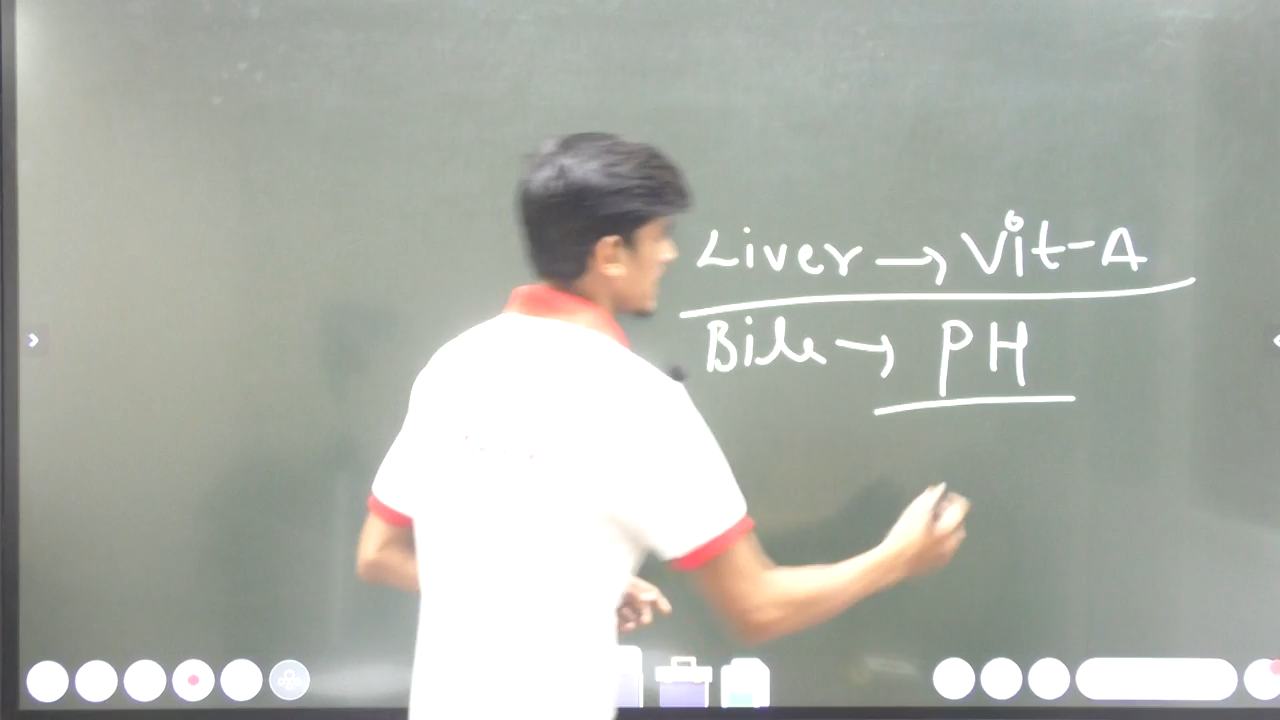 Liver → Vit-A
Bile → PH